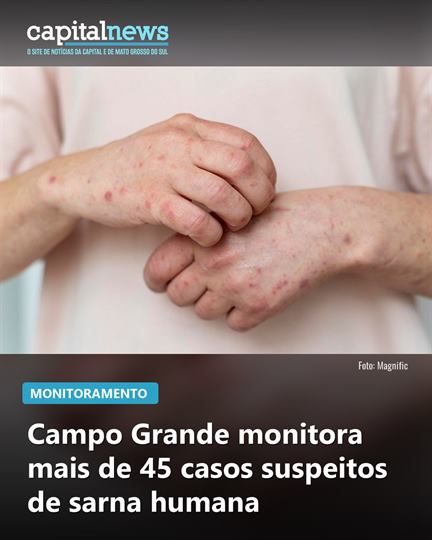 capitalnews
O SITE DE NOTÍCIAS DA CAPITAL E DE MATO GROSSO DO SUL
Foto: Magnific
MONITORAMENTO
Campo Grande monitora
mais de 45 casos suspeitos
de sarna humana